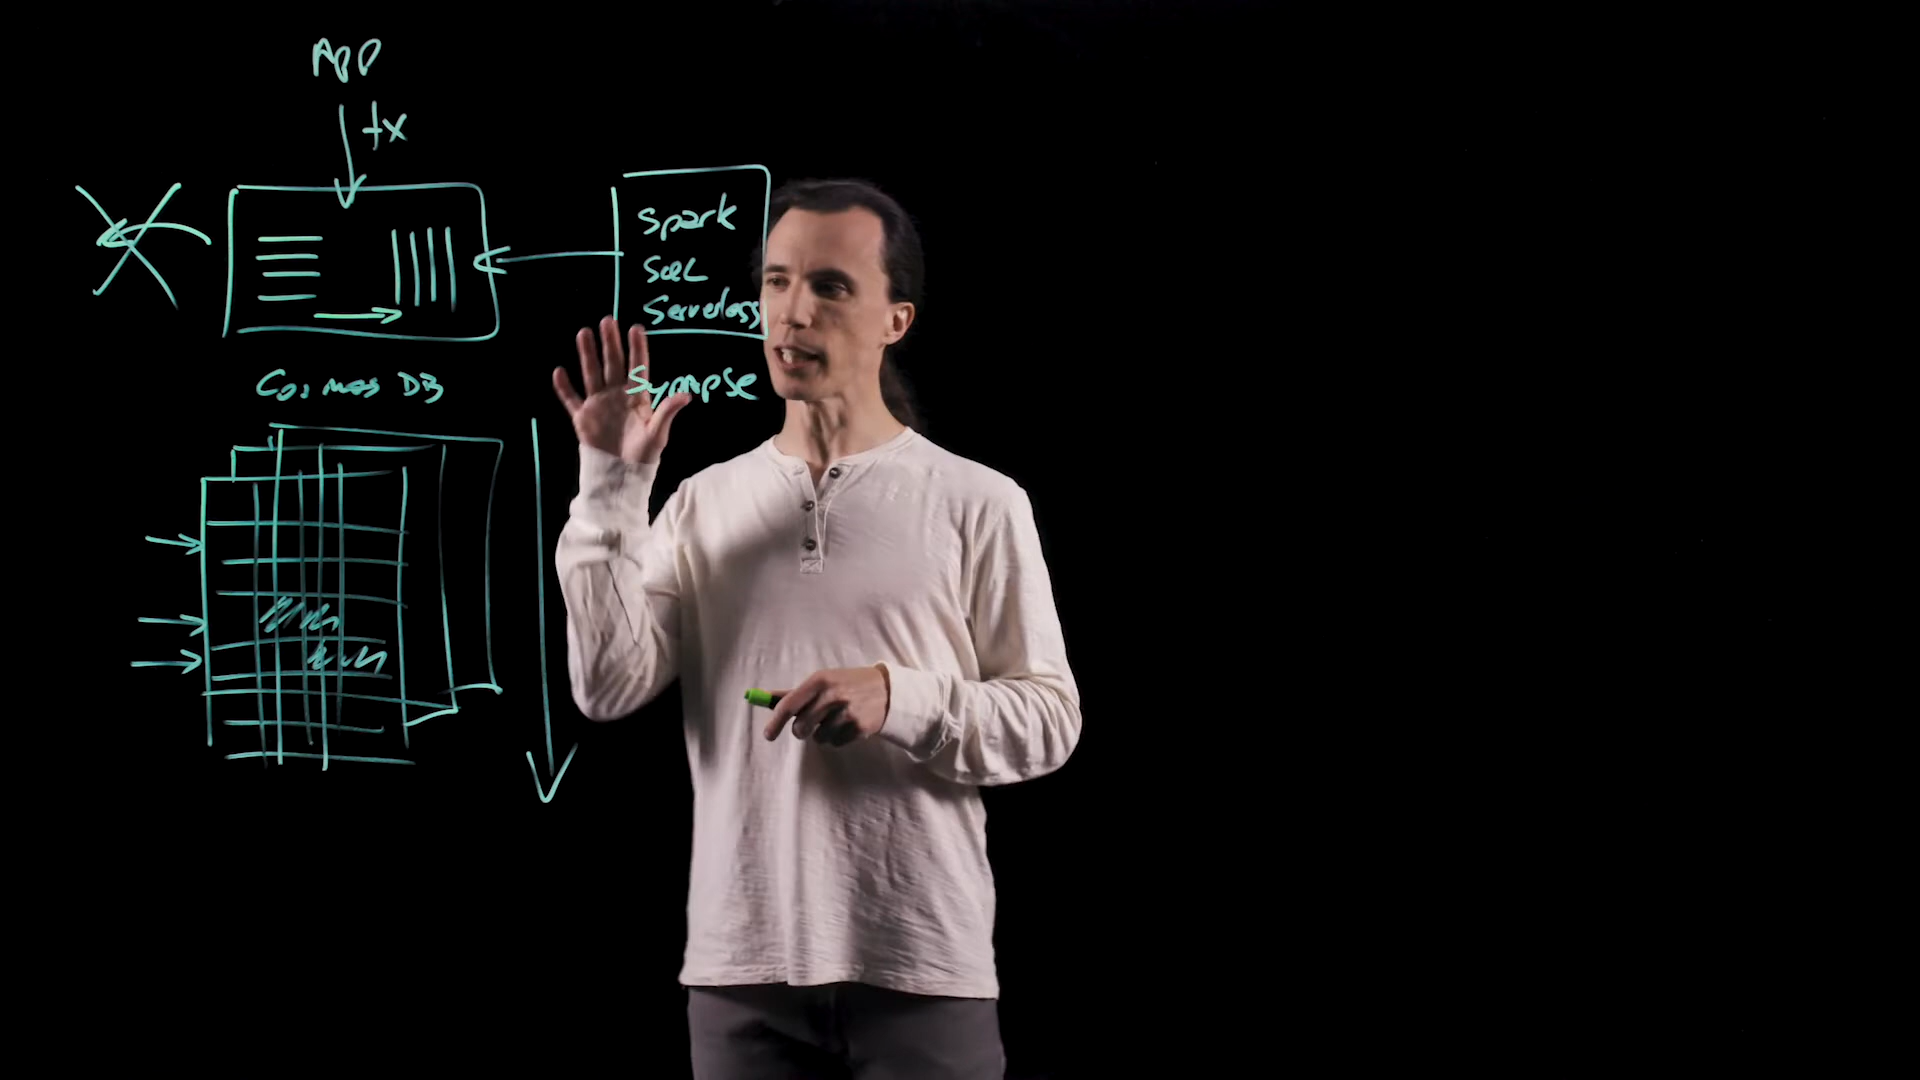 App
tx
Spark
SQL
Serverless
Cosmos DB
Synapse